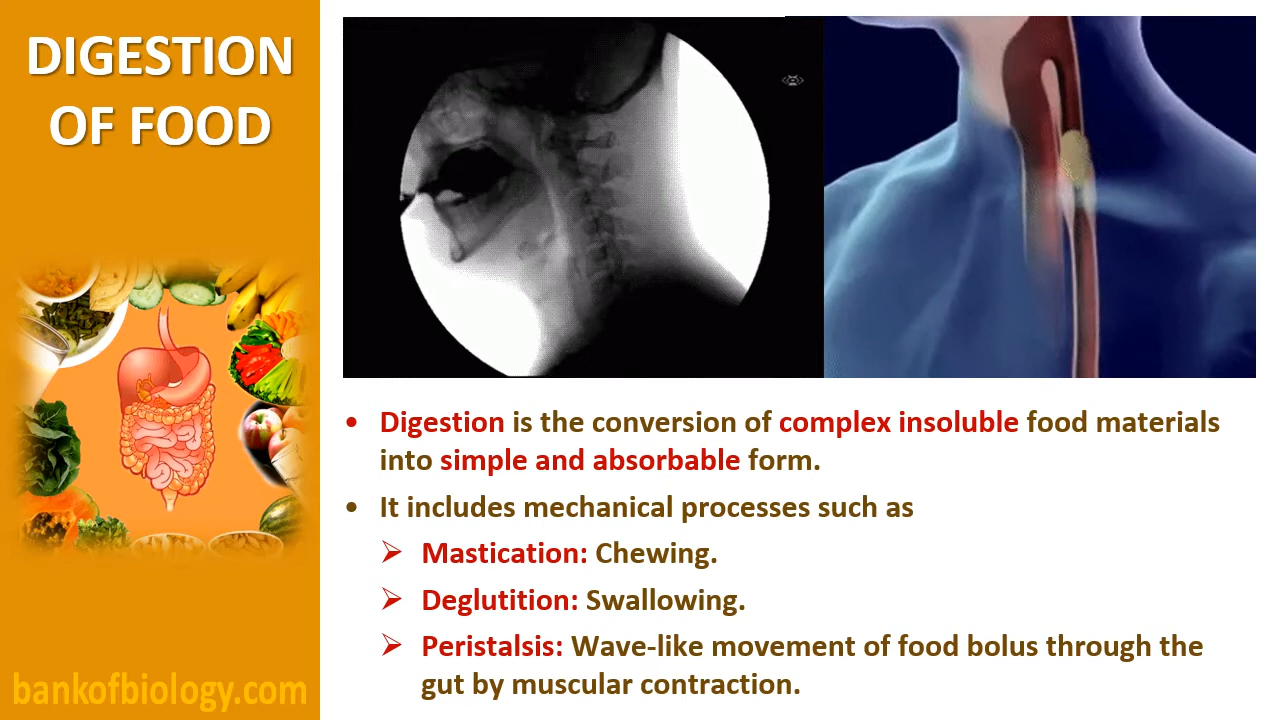 DIGESTION
OF FOOD
• Digestion is the conversion of complex insoluble food materials
into simple and absorbable form.
• It includes mechanical processes such as
➢ Mastication: Chewing.
➢ Deglutition: Swallowing.
➢ Peristalsis: Wave-like movement of food bolus through the
gut by muscular contraction.
bankofbiology.com